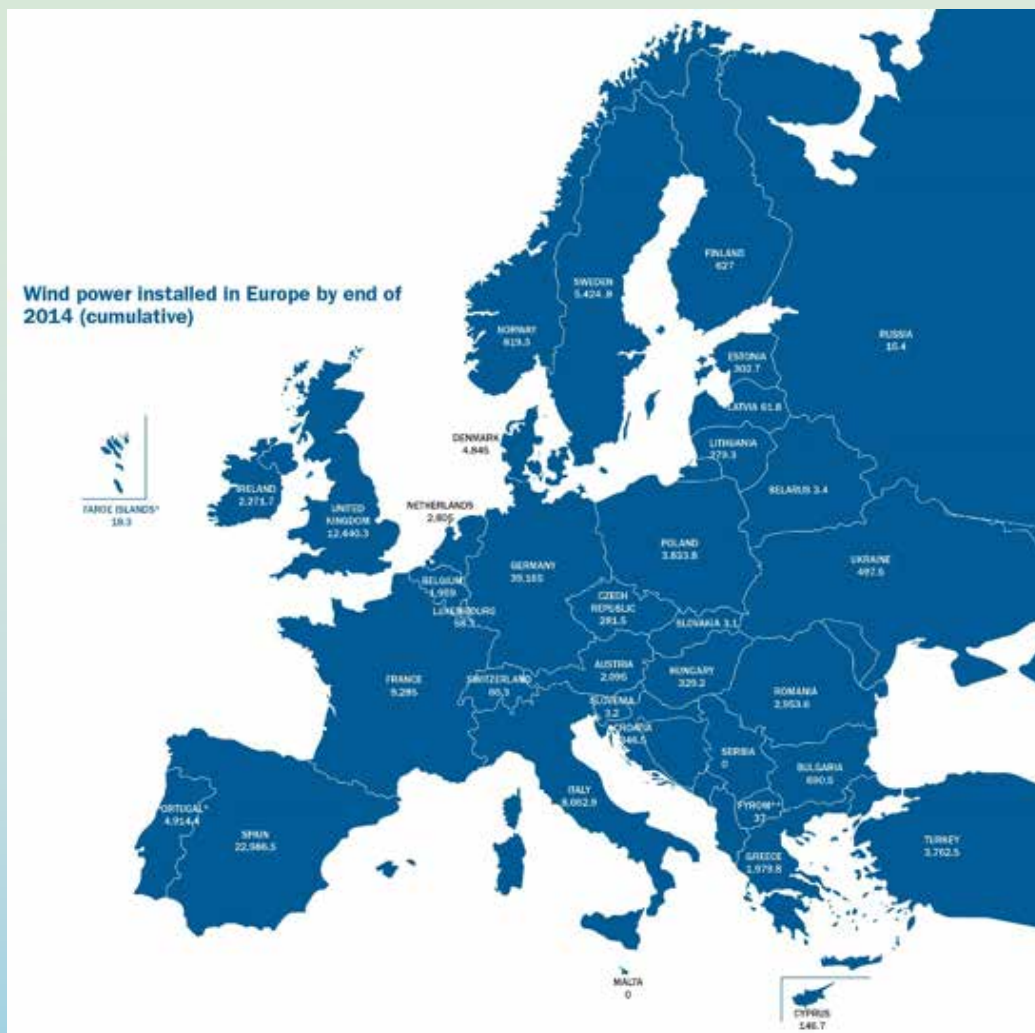 Wind power installed in Europe by end of
2014 (cumulative)
FINLAND
627
SWEDEN
5.424.8
NORWAY
819.3
RUSSIA
15.4
ESTONIA
302.7
LATVIA 61.8
LITHUANIA
279.3
BELARUS 3.4
DENMARK
4.845
FAROE ISLANDS*
18.3
IRELAND
2,271.7
UNITED
KINGDOM
12,440.3
NETHERLANDS
2,805
BELGIUM
1,959
LUXEMBOURG
58.3
GERMANY
39,165
POLAND
3.833.8
UKRAINE
497.5
CZECH
REPUBLIC
281.5
SLOVAKIA 3.1
FRANCE
9.285
SWITZERLAND
60.3
AUSTRIA
2,095
HUNGARY
329.2
ROMANIA
2,953.6
SLOVENIA
3.2
CROATIA
346.5
SERBIA
0
BULGARIA
690.5
ITALY
8.662.9
FYROM**
37
PORTUGAL*
4.914.4
SPAIN
22,986.5
GREECE
1,979.8
TURKEY
3.762.5
MALTA
0
CYPRUS
146.7